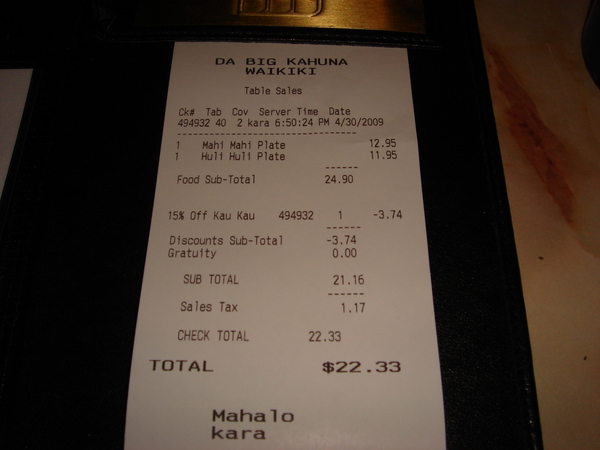 DA BIG KAHUNA
WAIKIKI
Table Sales
Ck# Tab Cov Server Time Date
494932 40 2 kara 6:50:24 PM 4/30/2009
--------------------------------
1 Mahi Mahi Plate 12.95
1 Huli Huli Plate 11.95
------
Food Sub-Total 24.90
15% Off Kau Kau 494932 1 -3.74
------
Discounts Sub-Total -3.74
Gratuity 0.00
SUB TOTAL 21.16
------
Sales Tax 1.17
CHECK TOTAL 22.33
TOTAL $22.33
Mahalo
kara